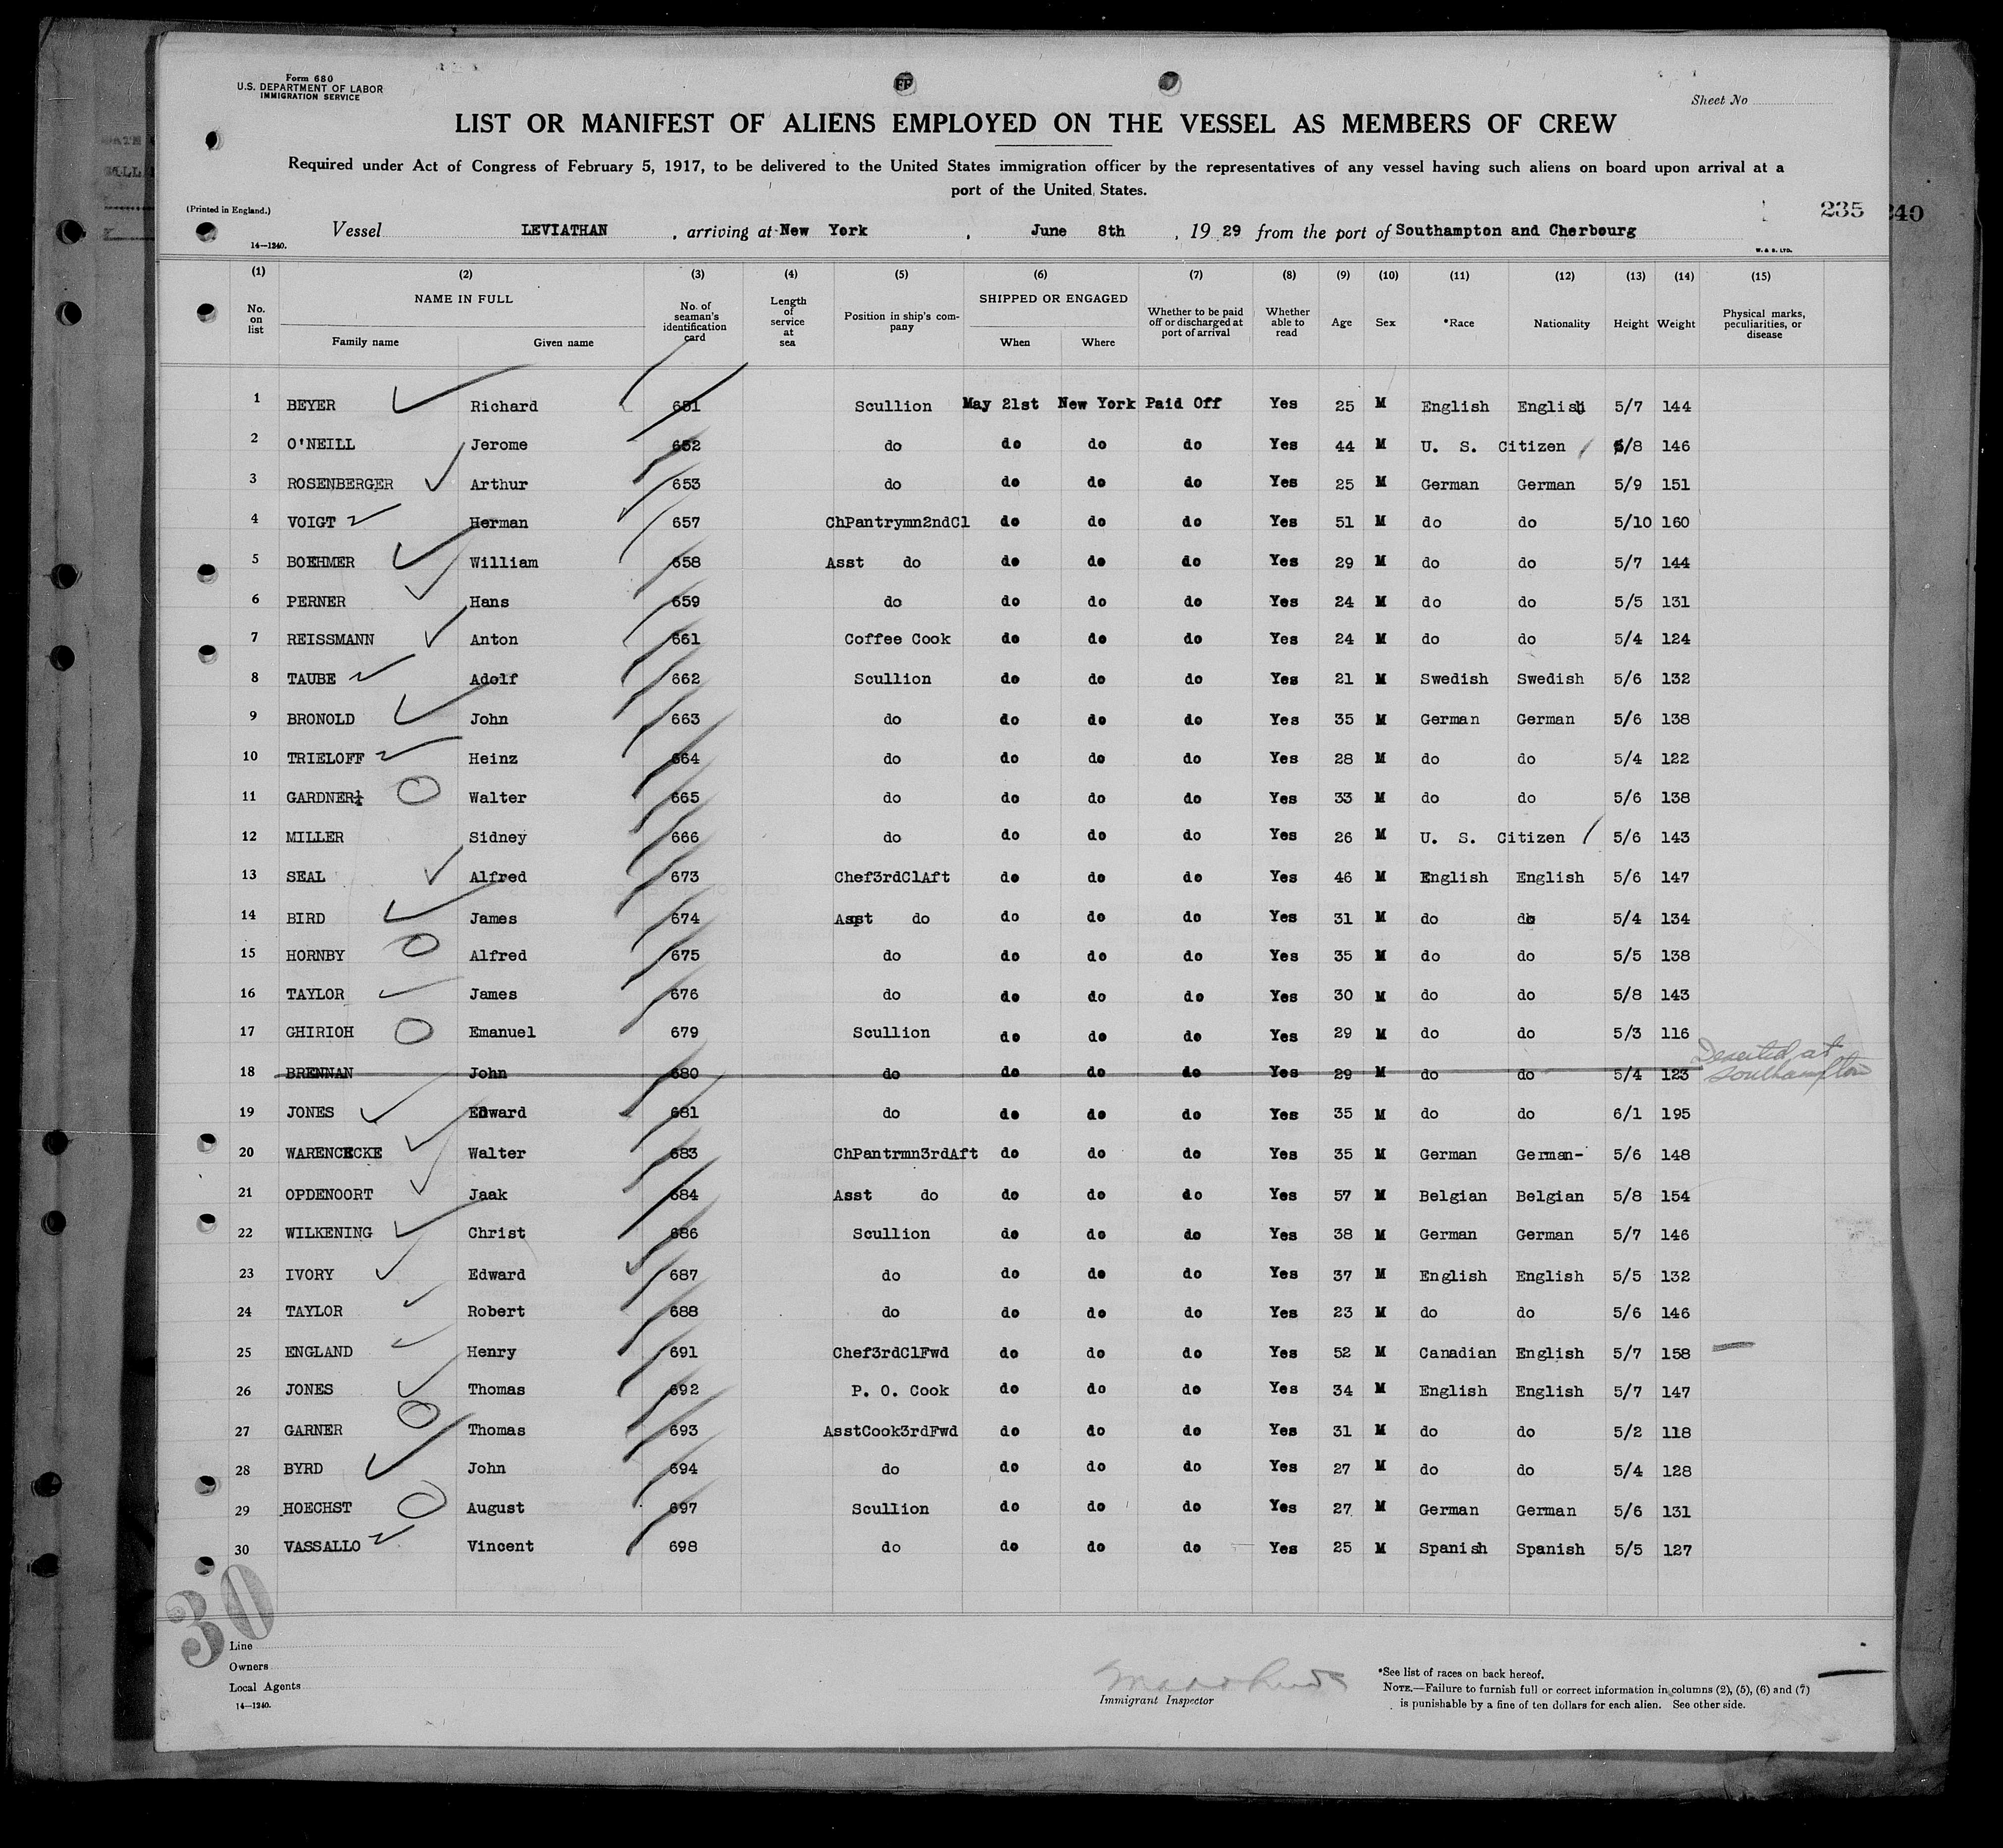 Form 680
U.S. DEPARTMENT OF LABOR
IMMIGRATION SERVICE
FF
Sheet No
LIST OR MANIFEST OF ALIENS EMPLOYED ON THE VESSEL AS MEMBERS OF CREW
Required under Act of Congress of February 5, 1917, to be delivered to the United States immigration officer by the representatives of any vessel having such aliens on board upon arrival at a
port of the United States.
(Printed in England.)
235 240
Vessel LEVIATHAN, arriving at New York, June 8th, 19 29 from the port of Southampton and Cherbourg
14—1240.
W. & S. LTD.
(1) (2) (3) (4) (5) (6) (7) (8) (9) (10) (11) (12) (13) (14) (15)
No. on list NAME IN FULL Family name Given name No. of seaman's identification card Length of service at sea Position in ship's company SHIPPED OR ENGAGED When Where Whether to be paid off or discharged at port of arrival Whether able to read Age Sex *Race Nationality Height Weight Physical marks, peculiarities, or disease
1 BEYER Richard 651 Scullion May 21st New York Paid Off Yes 25 M English English 5/7 144
2 O'NEILL Jerome 652 do do do do Yes 44 M U. S. Citizen 5/8 146
3 ROSENBERGER Arthur 653 do do do do Yes 25 M German German 5/9 151
4 VOIGT Herman 657 ChPantrymn2ndCl do do do Yes 51 M do do 5/10 160
5 BOEHMER William 658 Asst do do do do Yes 29 M do do 5/7 144
6 PERNER Hans 659 do do do do Yes 24 M do do 5/5 131
7 REISSMANN Anton 661 Coffee Cook do do do Yes 24 M do do 5/4 124
8 TAUBE Adolf 662 Scullion do do do Yes 21 M Swedish Swedish 5/6 132
9 BRONOLD John 663 do do do do Yes 35 M German German 5/6 138
10 TRIELOFF Heinz 664 do do do do Yes 28 M do do 5/4 122
11 GARDNER Walter 665 do do do do Yes 33 M do do 5/6 138
12 MILLER Sidney 666 do do do do Yes 26 M U. S. Citizen 5/6 143
13 SEAL Alfred 673 Chef3rdClAft do do do Yes 46 M English English 5/6 147
14 BIRD James 674 Asst do do do do Yes 31 M do do 5/4 134
15 HORNBY Alfred 675 do do do do Yes 35 M do do 5/5 138
16 TAYLOR James 676 do do do do Yes 30 M do do 5/8 143
17 GHIRIOH Emanuel 679 Scullion do do do Yes 29 M do do 5/3 116
18 BRENNAN John 680 do do do do Yes 29 M do do 5/4 123 Deserted at Southampton
19 JONES Edward 681 do do do do Yes 35 M do do 6/1 195
20 WARENCECKE Walter 683 ChPantrmn3rdAft do do do Yes 35 M German German- 5/6 148
21 OPDENOORT Jaak 684 Asst do do do do Yes 57 M Belgian Belgian 5/8 154
22 WILKENING Christ 686 Scullion do do do Yes 38 M German German 5/7 146
23 IVORY Edward 687 do do do do Yes 37 M English English 5/5 132
24 TAYLOR Robert 688 do do do do Yes 23 M do do 5/6 146
25 ENGLAND Henry 691 Chef3rdClFwd do do do Yes 52 M Canadian English 5/7 158
26 JONES Thomas 692 P. O. Cook do do do Yes 34 M English English 5/7 147
27 GARNER Thomas 693 AsstCook3rdFwd do do do Yes 31 M do do 5/2 118
28 BYRD John 694 do do do do Yes 27 M do do 5/4 128
29 HOECHST August 697 Scullion do do do Yes 27 M German German 5/6 131
30 VASSALLO Vincent 698 do do do do Yes 25 M Spanish Spanish 5/5 127
30
Line
Owners
Local Agents
14—1240.
Immigrant Inspector
*See list of races on back hereof.
NOTE.—Failure to furnish full or correct information in columns (2), (5), (6) and (7)
is punishable by a fine of ten dollars for each alien. See other side.